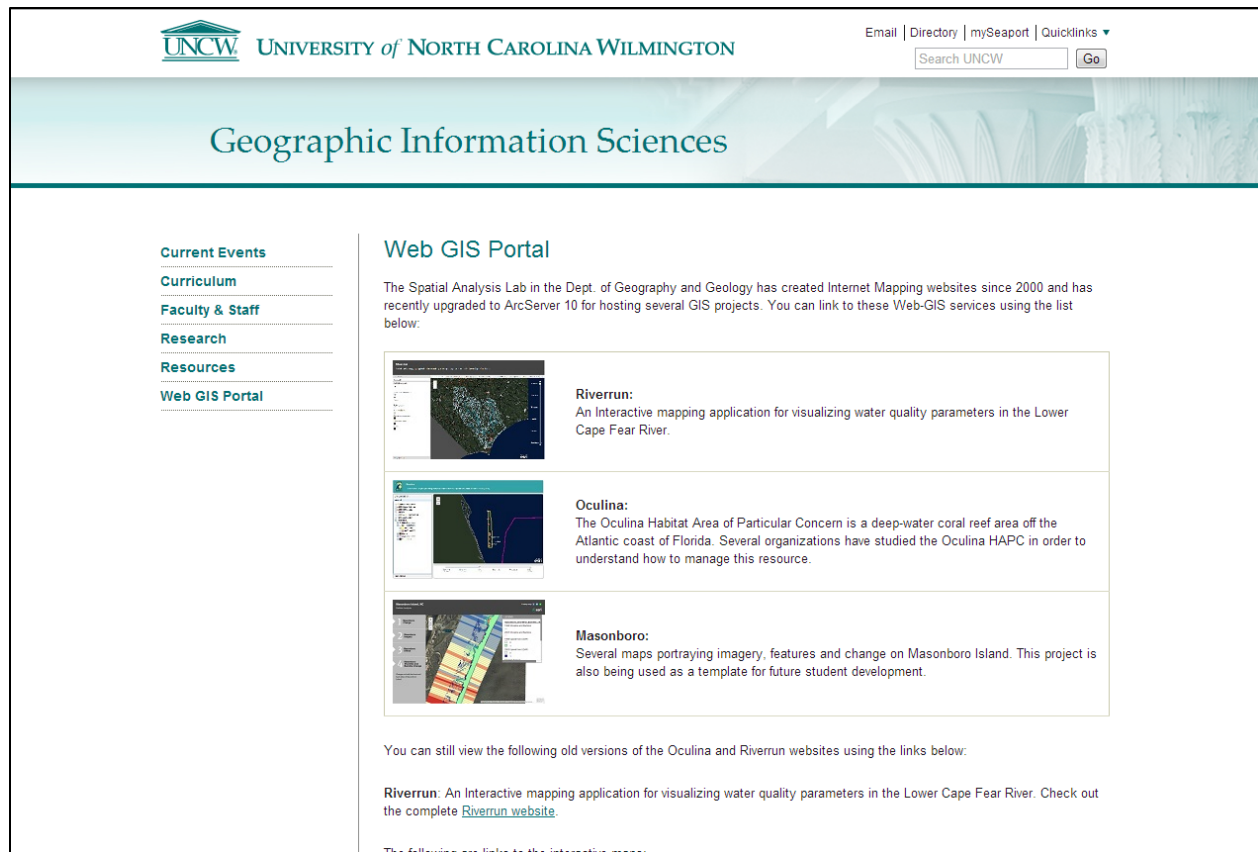 UNCW
UNIVERSITY of NORTH CAROLINA WILMINGTON
Email | Directory | mySeaport | Quicklinks ▼
Search UNCW
Go
Geographic Information Sciences
Current Events
Curriculum
Faculty & Staff
Research
Resources
Web GIS Portal
Web GIS Portal
The Spatial Analysis Lab in the Dept. of Geography and Geology has created Internet Mapping websites since 2000 and has
recently upgraded to ArcServer 10 for hosting several GIS projects. You can link to these Web-GIS services using the list
below:
Riverrun:
An Interactive mapping application for visualizing water quality parameters in the Lower
Cape Fear River.
Oculina:
The Oculina Habitat Area of Particular Concern is a deep-water coral reef area off the
Atlantic coast of Florida. Several organizations have studied the Oculina HAPC in order to
understand how to manage this resource.
Masonboro:
Several maps portraying imagery, features and change on Masonboro Island. This project is
also being used as a template for future student development.
You can still view the following old versions of the Oculina and Riverrun websites using the links below:
Riverrun: An Interactive mapping application for visualizing water quality parameters in the Lower Cape Fear River. Check out
the complete Riverrun website.
The following are links to the interactive maps: